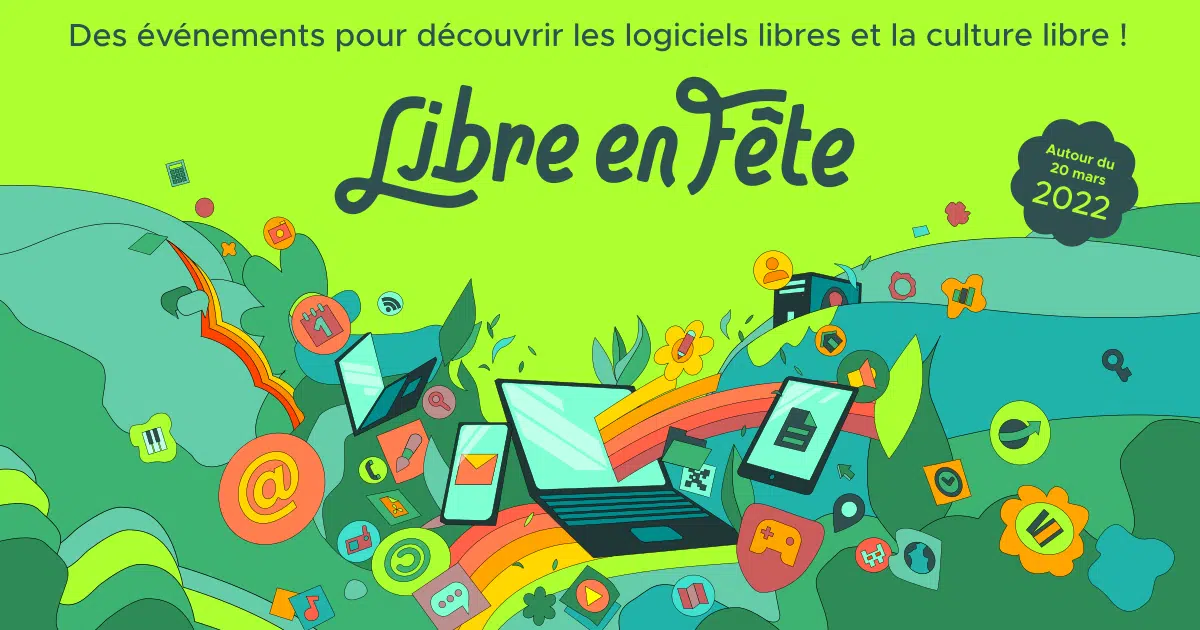 Des événements pour découvrir les logiciels libres et la culture libre !
Libre en Fête
Autour du
20 mars
2022
1
@